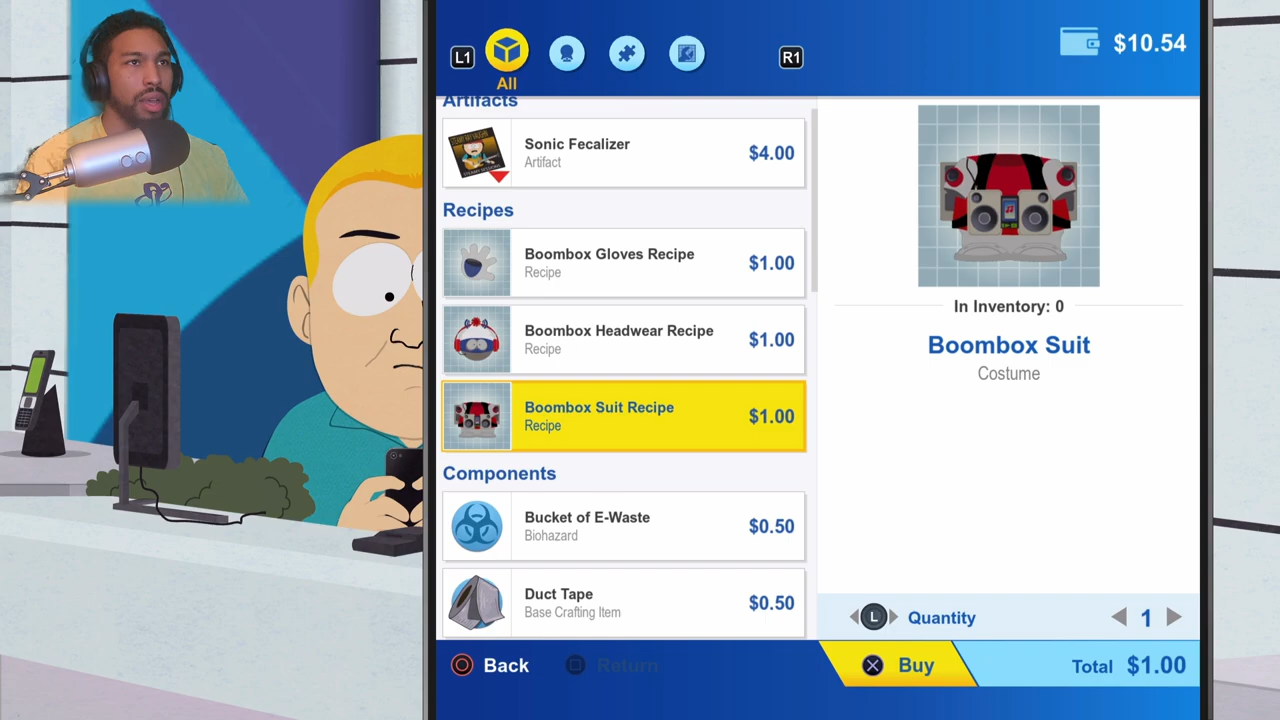 L1
R1
$10.54
All
Artifacts
Sonic Fecalizer
Artifact
$4.00
Recipes
Boombox Gloves Recipe
Recipe
$1.00
Boombox Headwear Recipe
Recipe
$1.00
Boombox Suit Recipe
Recipe
$1.00
Components
Bucket of E-Waste
Biohazard
$0.50
Duct Tape
Base Crafting Item
$0.50
In Inventory: 0
Boombox Suit
Costume
L
Quantity
1
Back
Return
Buy
Total $1.00